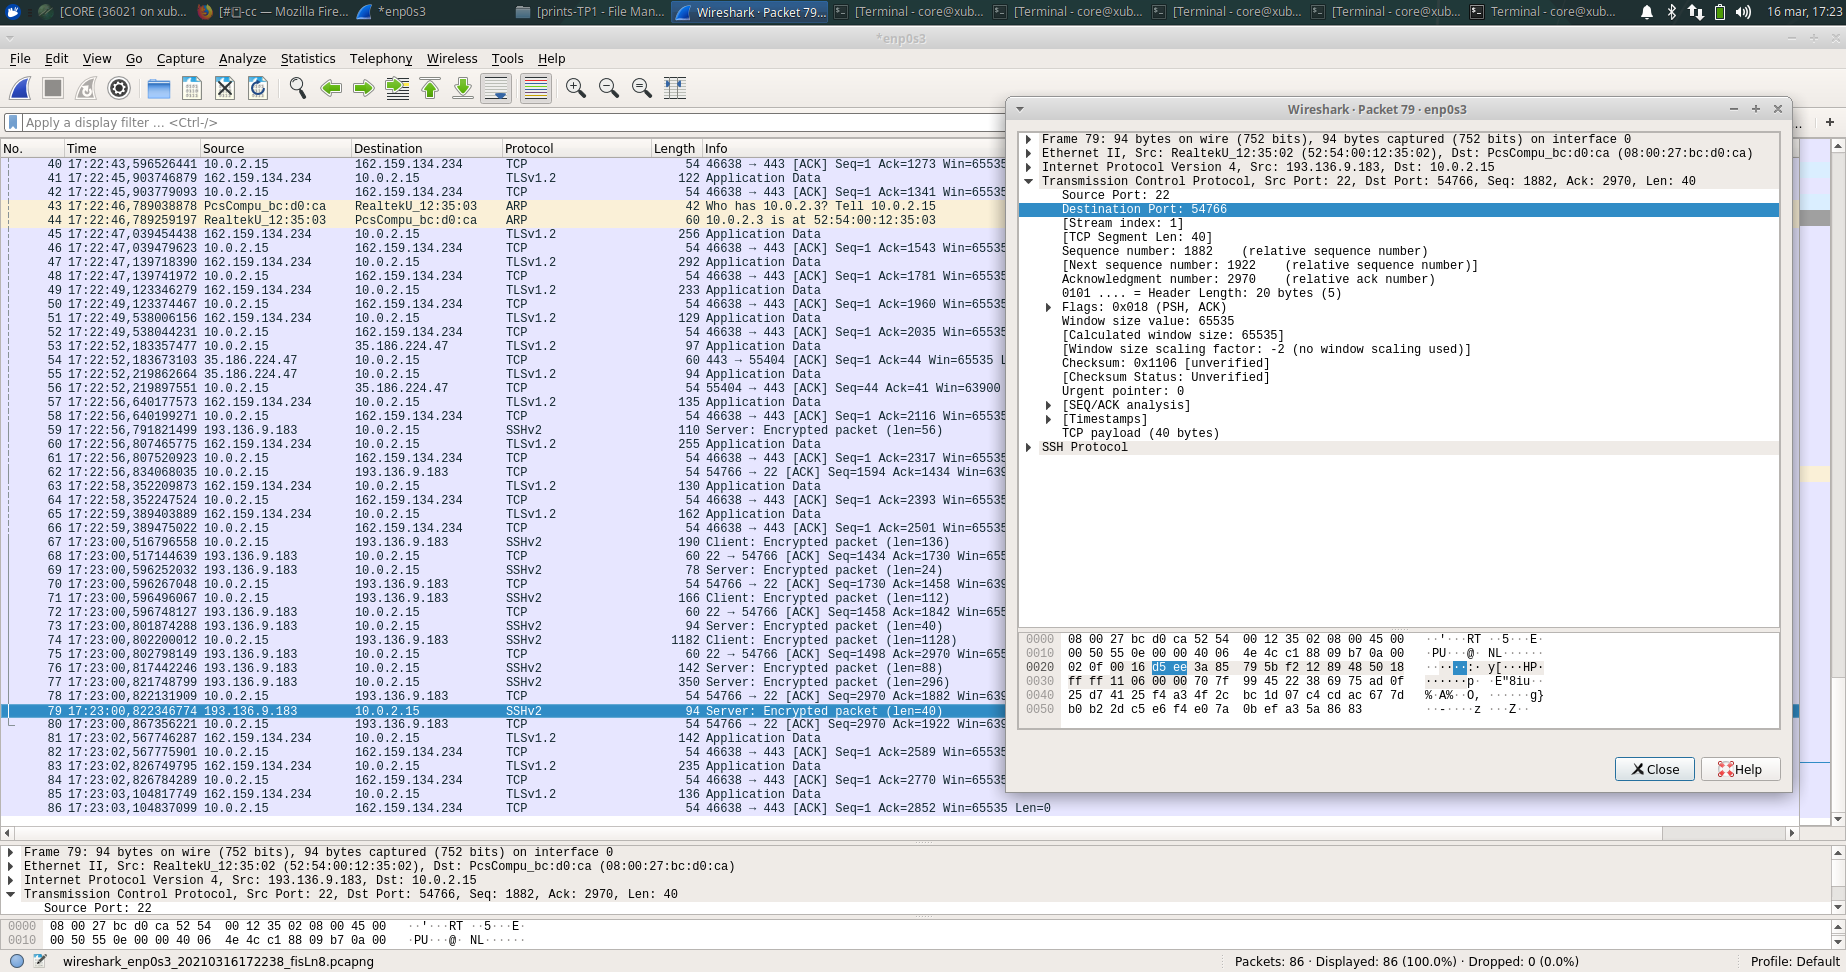 [CORE (36021 on xub...
[#日-cc — Mozilla Fire...
*enp0s3
[prints-TP1 - File Man...
Wireshark · Packet 79...
[Terminal - core@xub...
[Terminal - core@xub...
[Terminal - core@xub...
[Terminal - core@xub...
Terminal - core@xub...
16 mar, 17:23
*enp0s3
File Edit View Go Capture Analyze Statistics Telephony Wireless Tools Help
Apply a display filter ... <Ctrl-/>
No. Time Source Destination Protocol Length Info
40 17:22:43,596526441 10.0.2.15 162.159.134.234 TCP 54 46638 → 443 [ACK] Seq=1 Ack=1273 Win=65535
41 17:22:45,903746879 162.159.134.234 10.0.2.15 TLSv1.2 122 Application Data
42 17:22:45,903779093 10.0.2.15 162.159.134.234 TCP 54 46638 → 443 [ACK] Seq=1 Ack=1341 Win=65535
43 17:22:46,789038878 PcsCompu_bc:d0:ca RealtekU_12:35:03 ARP 42 Who has 10.0.2.3? Tell 10.0.2.15
44 17:22:46,789259197 RealtekU_12:35:03 PcsCompu_bc:d0:ca ARP 60 10.0.2.3 is at 52:54:00:12:35:03
45 17:22:47,039454438 162.159.134.234 10.0.2.15 TLSv1.2 256 Application Data
46 17:22:47,039479623 10.0.2.15 162.159.134.234 TCP 54 46638 → 443 [ACK] Seq=1 Ack=1543 Win=65535
47 17:22:47,139718390 162.159.134.234 10.0.2.15 TLSv1.2 292 Application Data
48 17:22:47,139741972 10.0.2.15 162.159.134.234 TCP 54 46638 → 443 [ACK] Seq=1 Ack=1781 Win=65535
49 17:22:49,123346279 162.159.134.234 10.0.2.15 TLSv1.2 233 Application Data
50 17:22:49,123374467 10.0.2.15 162.159.134.234 TCP 54 46638 → 443 [ACK] Seq=1 Ack=1960 Win=65535
51 17:22:49,538006156 162.159.134.234 10.0.2.15 TLSv1.2 129 Application Data
52 17:22:49,538044231 10.0.2.15 162.159.134.234 TCP 54 46638 → 443 [ACK] Seq=1 Ack=2035 Win=65535
53 17:22:52,183357477 10.0.2.15 35.186.224.47 TLSv1.2 97 Application Data
54 17:22:52,183673103 35.186.224.47 10.0.2.15 TCP 60 443 → 55404 [ACK] Seq=1 Ack=44 Win=65535 L
55 17:22:52,219862664 35.186.224.47 10.0.2.15 TLSv1.2 94 Application Data
56 17:22:52,219897551 10.0.2.15 35.186.224.47 TCP 54 55404 → 443 [ACK] Seq=44 Ack=41 Win=63900
57 17:22:56,640177573 162.159.134.234 10.0.2.15 TLSv1.2 135 Application Data
58 17:22:56,640199271 10.0.2.15 162.159.134.234 TCP 54 46638 → 443 [ACK] Seq=1 Ack=2116 Win=65535
59 17:22:56,791821499 193.136.9.183 10.0.2.15 SSHv2 110 Server: Encrypted packet (len=56)
60 17:22:56,807465775 162.159.134.234 10.0.2.15 TLSv1.2 255 Application Data
61 17:22:56,807520923 10.0.2.15 162.159.134.234 TCP 54 46638 → 443 [ACK] Seq=1 Ack=2317 Win=65535
62 17:22:56,834068035 10.0.2.15 193.136.9.183 TCP 54 54766 → 22 [ACK] Seq=1594 Ack=1434 Win=639
63 17:22:58,352209873 162.159.134.234 10.0.2.15 TLSv1.2 130 Application Data
64 17:22:58,352247524 10.0.2.15 162.159.134.234 TCP 54 46638 → 443 [ACK] Seq=1 Ack=2393 Win=65535
65 17:22:59,389403889 162.159.134.234 10.0.2.15 TLSv1.2 162 Application Data
66 17:22:59,389475022 10.0.2.15 162.159.134.234 TCP 54 46638 → 443 [ACK] Seq=1 Ack=2501 Win=65535
67 17:23:00,516796558 10.0.2.15 193.136.9.183 SSHv2 190 Client: Encrypted packet (len=136)
68 17:23:00,517144639 193.136.9.183 10.0.2.15 TCP 60 22 → 54766 [ACK] Seq=1434 Ack=1730 Win=655
69 17:23:00,596252032 193.136.9.183 10.0.2.15 SSHv2 78 Server: Encrypted packet (len=24)
70 17:23:00,596267048 10.0.2.15 193.136.9.183 TCP 54 54766 → 22 [ACK] Seq=1730 Ack=1458 Win=639
71 17:23:00,596496067 10.0.2.15 193.136.9.183 SSHv2 166 Client: Encrypted packet (len=112)
72 17:23:00,596748127 193.136.9.183 10.0.2.15 TCP 60 22 → 54766 [ACK] Seq=1458 Ack=1842 Win=655
73 17:23:00,801874288 193.136.9.183 10.0.2.15 SSHv2 94 Server: Encrypted packet (len=40)
74 17:23:00,802200012 10.0.2.15 193.136.9.183 SSHv2 1182 Client: Encrypted packet (len=1128)
75 17:23:00,802798149 193.136.9.183 10.0.2.15 TCP 60 22 → 54766 [ACK] Seq=1498 Ack=2970 Win=655
76 17:23:00,817442246 193.136.9.183 10.0.2.15 SSHv2 142 Server: Encrypted packet (len=88)
77 17:23:00,821748799 193.136.9.183 10.0.2.15 SSHv2 350 Server: Encrypted packet (len=296)
78 17:23:00,822131909 10.0.2.15 193.136.9.183 TCP 54 54766 → 22 [ACK] Seq=2970 Ack=1882 Win=639
79 17:23:00,822346774 193.136.9.183 10.0.2.15 SSHv2 94 Server: Encrypted packet (len=40)
80 17:23:00,867356221 10.0.2.15 193.136.9.183 TCP 54 54766 → 22 [ACK] Seq=2970 Ack=1922 Win=639
81 17:23:02,567746287 162.159.134.234 10.0.2.15 TLSv1.2 142 Application Data
82 17:23:02,567775901 10.0.2.15 162.159.134.234 TCP 54 46638 → 443 [ACK] Seq=1 Ack=2589 Win=65535
83 17:23:02,826749795 162.159.134.234 10.0.2.15 TLSv1.2 235 Application Data
84 17:23:02,826784289 10.0.2.15 162.159.134.234 TCP 54 46638 → 443 [ACK] Seq=1 Ack=2770 Win=65535
85 17:23:03,104817749 162.159.134.234 10.0.2.15 TLSv1.2 136 Application Data
86 17:23:03,104837099 10.0.2.15 162.159.134.234 TCP 54 46638 → 443 [ACK] Seq=1 Ack=2852 Win=65535 Len=0
Wireshark · Packet 79 · enp0s3
Frame 79: 94 bytes on wire (752 bits), 94 bytes captured (752 bits) on interface 0
Ethernet II, Src: RealtekU_12:35:02 (52:54:00:12:35:02), Dst: PcsCompu_bc:d0:ca (08:00:27:bc:d0:ca)
Internet Protocol Version 4, Src: 193.136.9.183, Dst: 10.0.2.15
Transmission Control Protocol, Src Port: 22, Dst Port: 54766, Seq: 1882, Ack: 2970, Len: 40
Source Port: 22
Destination Port: 54766
[Stream index: 1]
[TCP Segment Len: 40]
Sequence number: 1882 (relative sequence number)
[Next sequence number: 1922 (relative sequence number)]
Acknowledgment number: 2970 (relative ack number)
0101 .... = Header Length: 20 bytes (5)
Flags: 0x018 (PSH, ACK)
Window size value: 65535
[Calculated window size: 65535]
[Window size scaling factor: -2 (no window scaling used)]
Checksum: 0x1106 [unverified]
[Checksum Status: Unverified]
Urgent pointer: 0
[SEQ/ACK analysis]
[Timestamps]
TCP payload (40 bytes)
SSH Protocol
0000 08 00 27 bc d0 ca 52 54 00 12 35 02 08 00 45 00 ··'···RT ··5···E·
0010 00 50 55 0e 00 00 40 06 4e 4c c1 88 09 b7 0a 00 ·PU···@· NL······
0020 02 0f 00 16 d5 ee 3a 85 79 5b f2 12 89 48 50 18 ······:· y[···HP·
0030 ff ff 11 06 00 00 70 7f 99 45 22 38 69 75 ad 0f ······p· ·E"8iu··
0040 25 d7 41 25 f4 a3 4f 2c bc 1d 07 c4 cd ac 67 7d %·A%··O, ······g}
0050 b0 b2 2d c5 e6 f4 e0 7a 0b ef a3 5a 86 83 ··-····z ···Z··
Close
Help
Frame 79: 94 bytes on wire (752 bits), 94 bytes captured (752 bits) on interface 0
Ethernet II, Src: RealtekU_12:35:02 (52:54:00:12:35:02), Dst: PcsCompu_bc:d0:ca (08:00:27:bc:d0:ca)
Internet Protocol Version 4, Src: 193.136.9.183, Dst: 10.0.2.15
Transmission Control Protocol, Src Port: 22, Dst Port: 54766, Seq: 1882, Ack: 2970, Len: 40
Source Port: 22
0000 08 00 27 bc d0 ca 52 54 00 12 35 02 08 00 45 00 ··'···RT ··5···E·
0010 00 50 55 0e 00 00 40 06 4e 4c c1 88 09 b7 0a 00 ·PU···@· NL······
wireshark_enp0s3_20210316172238_fisLn8.pcapng
Packets: 86 · Displayed: 86 (100.0%) · Dropped: 0 (0.0%)
Profile: Default